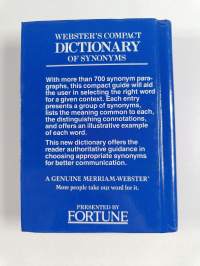 WEBSTER'S COMPACT
DICTIONARY
OF SYNONYMS
With more than 700 synonym para-
graphs, this compact guide will aid
the user in selecting the right word
for a given context. Each entry
presents a group of synonyms,
lists the meaning common to each,
the distinguishing connotations,
and offers an illustrative example
of each word.
This new dictionary offers the
reader authoritative guidance in
choosing appropriate synonyms
for better communication.
A GENUINE MERRIAM-WEBSTER®
More people take our word for it.
PRESENTED BY
FORTUNE